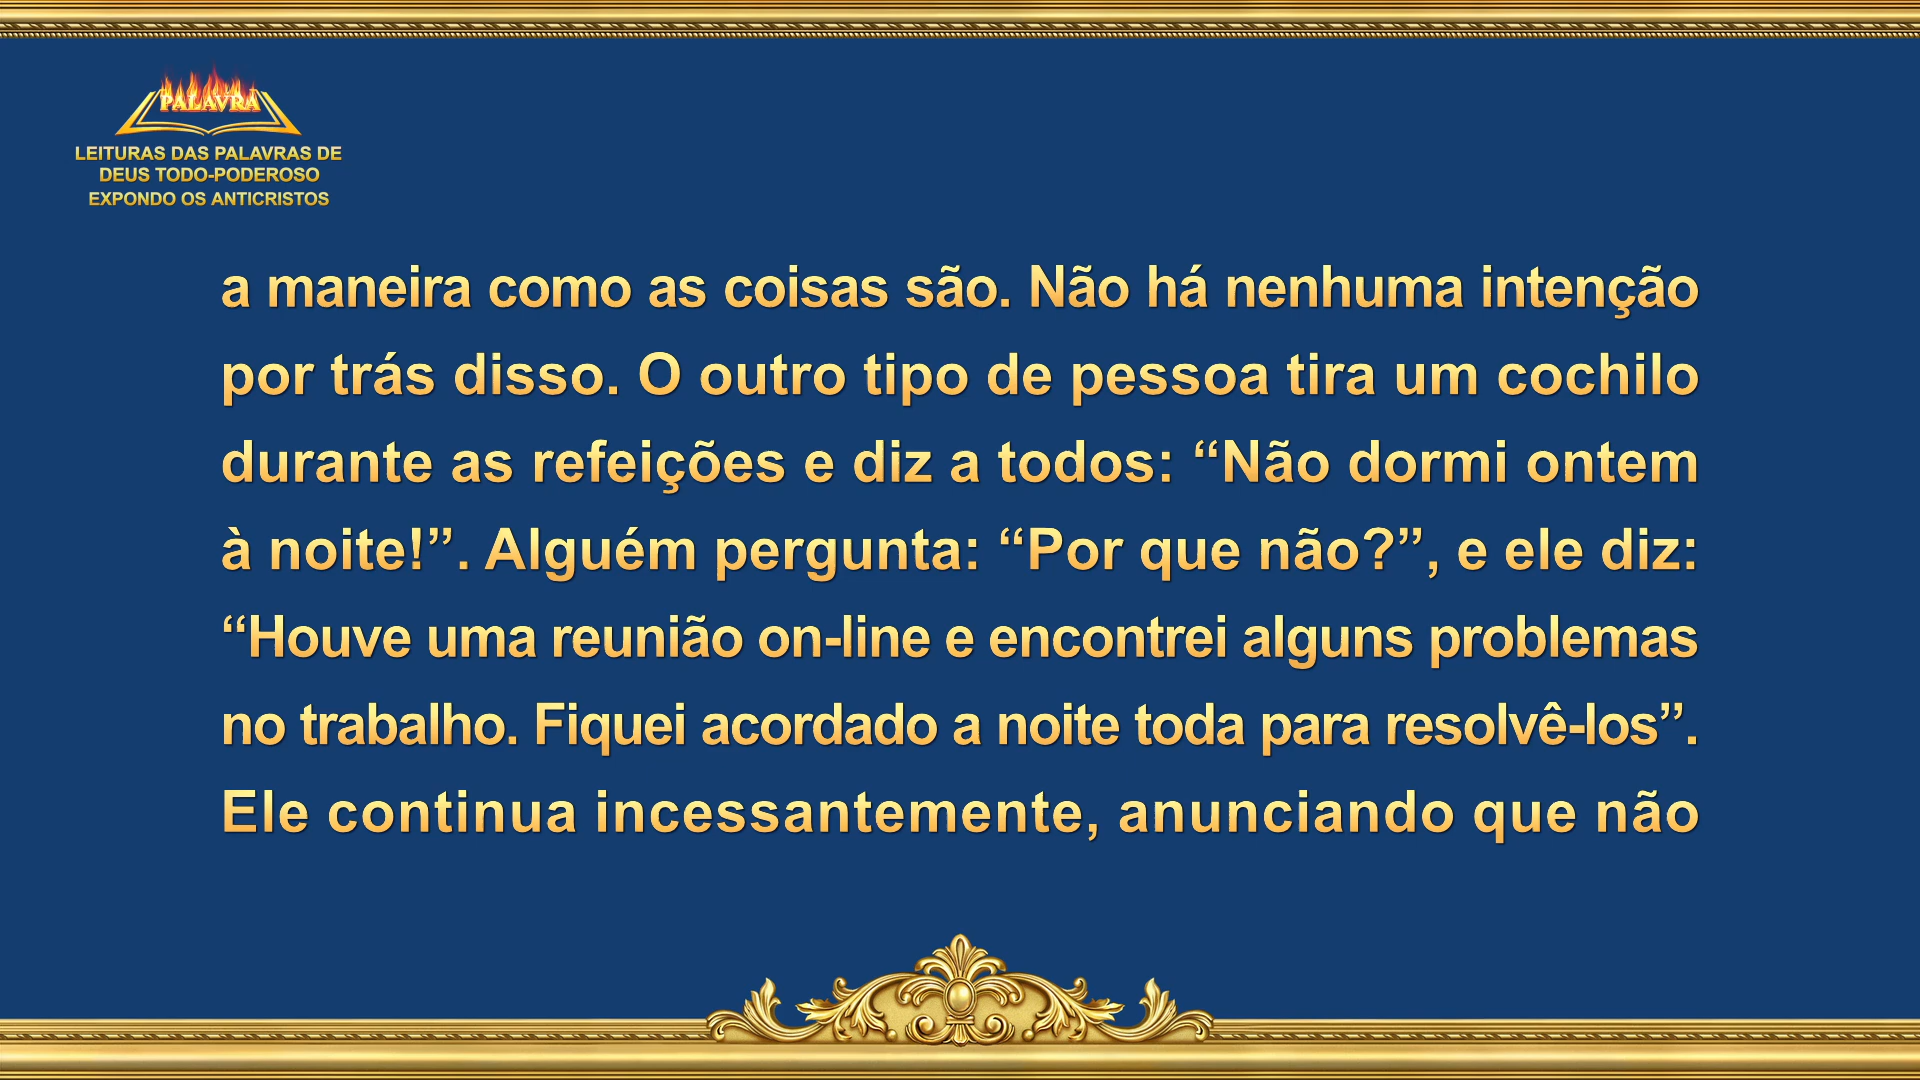 PALAVRA
LEITURAS DAS PALAVRAS DE
DEUS TODO-PODEROSO
EXPONDO OS ANTICRISTOS
a maneira como as coisas são. Não há nenhuma intenção
por trás disso. O outro tipo de pessoa tira um cochilo
durante as refeições e diz a todos: “Não dormi ontem
à noite!”. Alguém pergunta: “Por que não?”, e ele diz:
“Houve uma reunião on-line e encontrei alguns problemas
no trabalho. Fiquei acordado a noite toda para resolvê-los”.
Ele continua incessantemente, anunciando que não